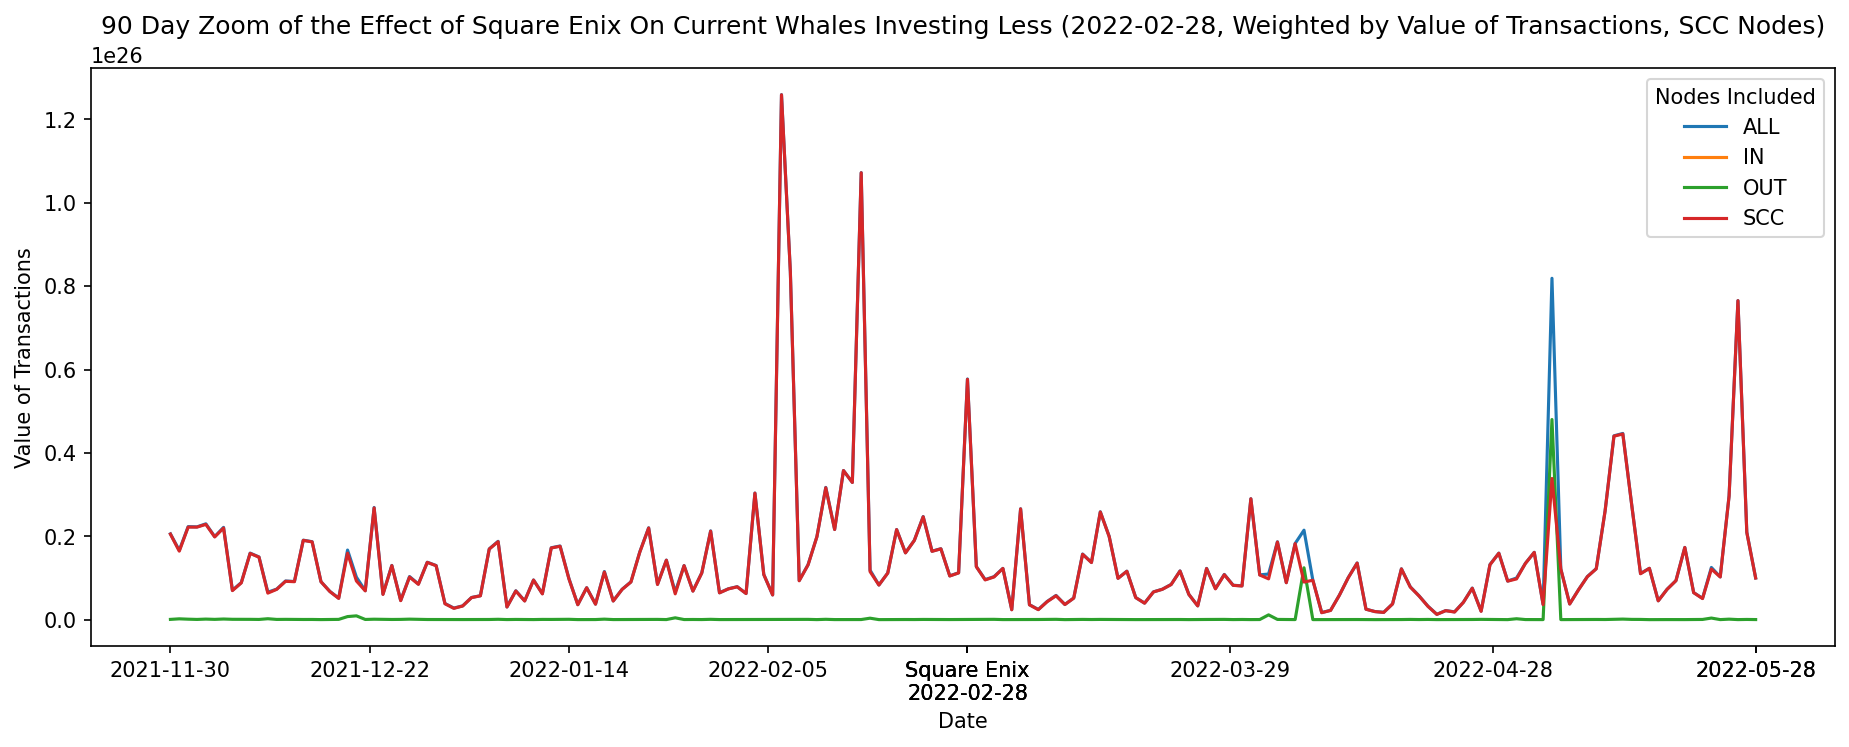 90 Day Zoom of the Effect of Square Enix On Current Whales Investing Less (2022-02-28, Weighted by Value of Transactions, SCC Nodes)
1e26
Nodes Included
ALL
IN
OUT
SCC
Value of Transactions
1.2
1.0
0.8
0.6
0.4
0.2
0.0
2021-11-30
2021-12-22
2022-01-14
2022-02-05
Square Enix
2022-02-28
2022-03-29
2022-04-28
2022-05-28
Date